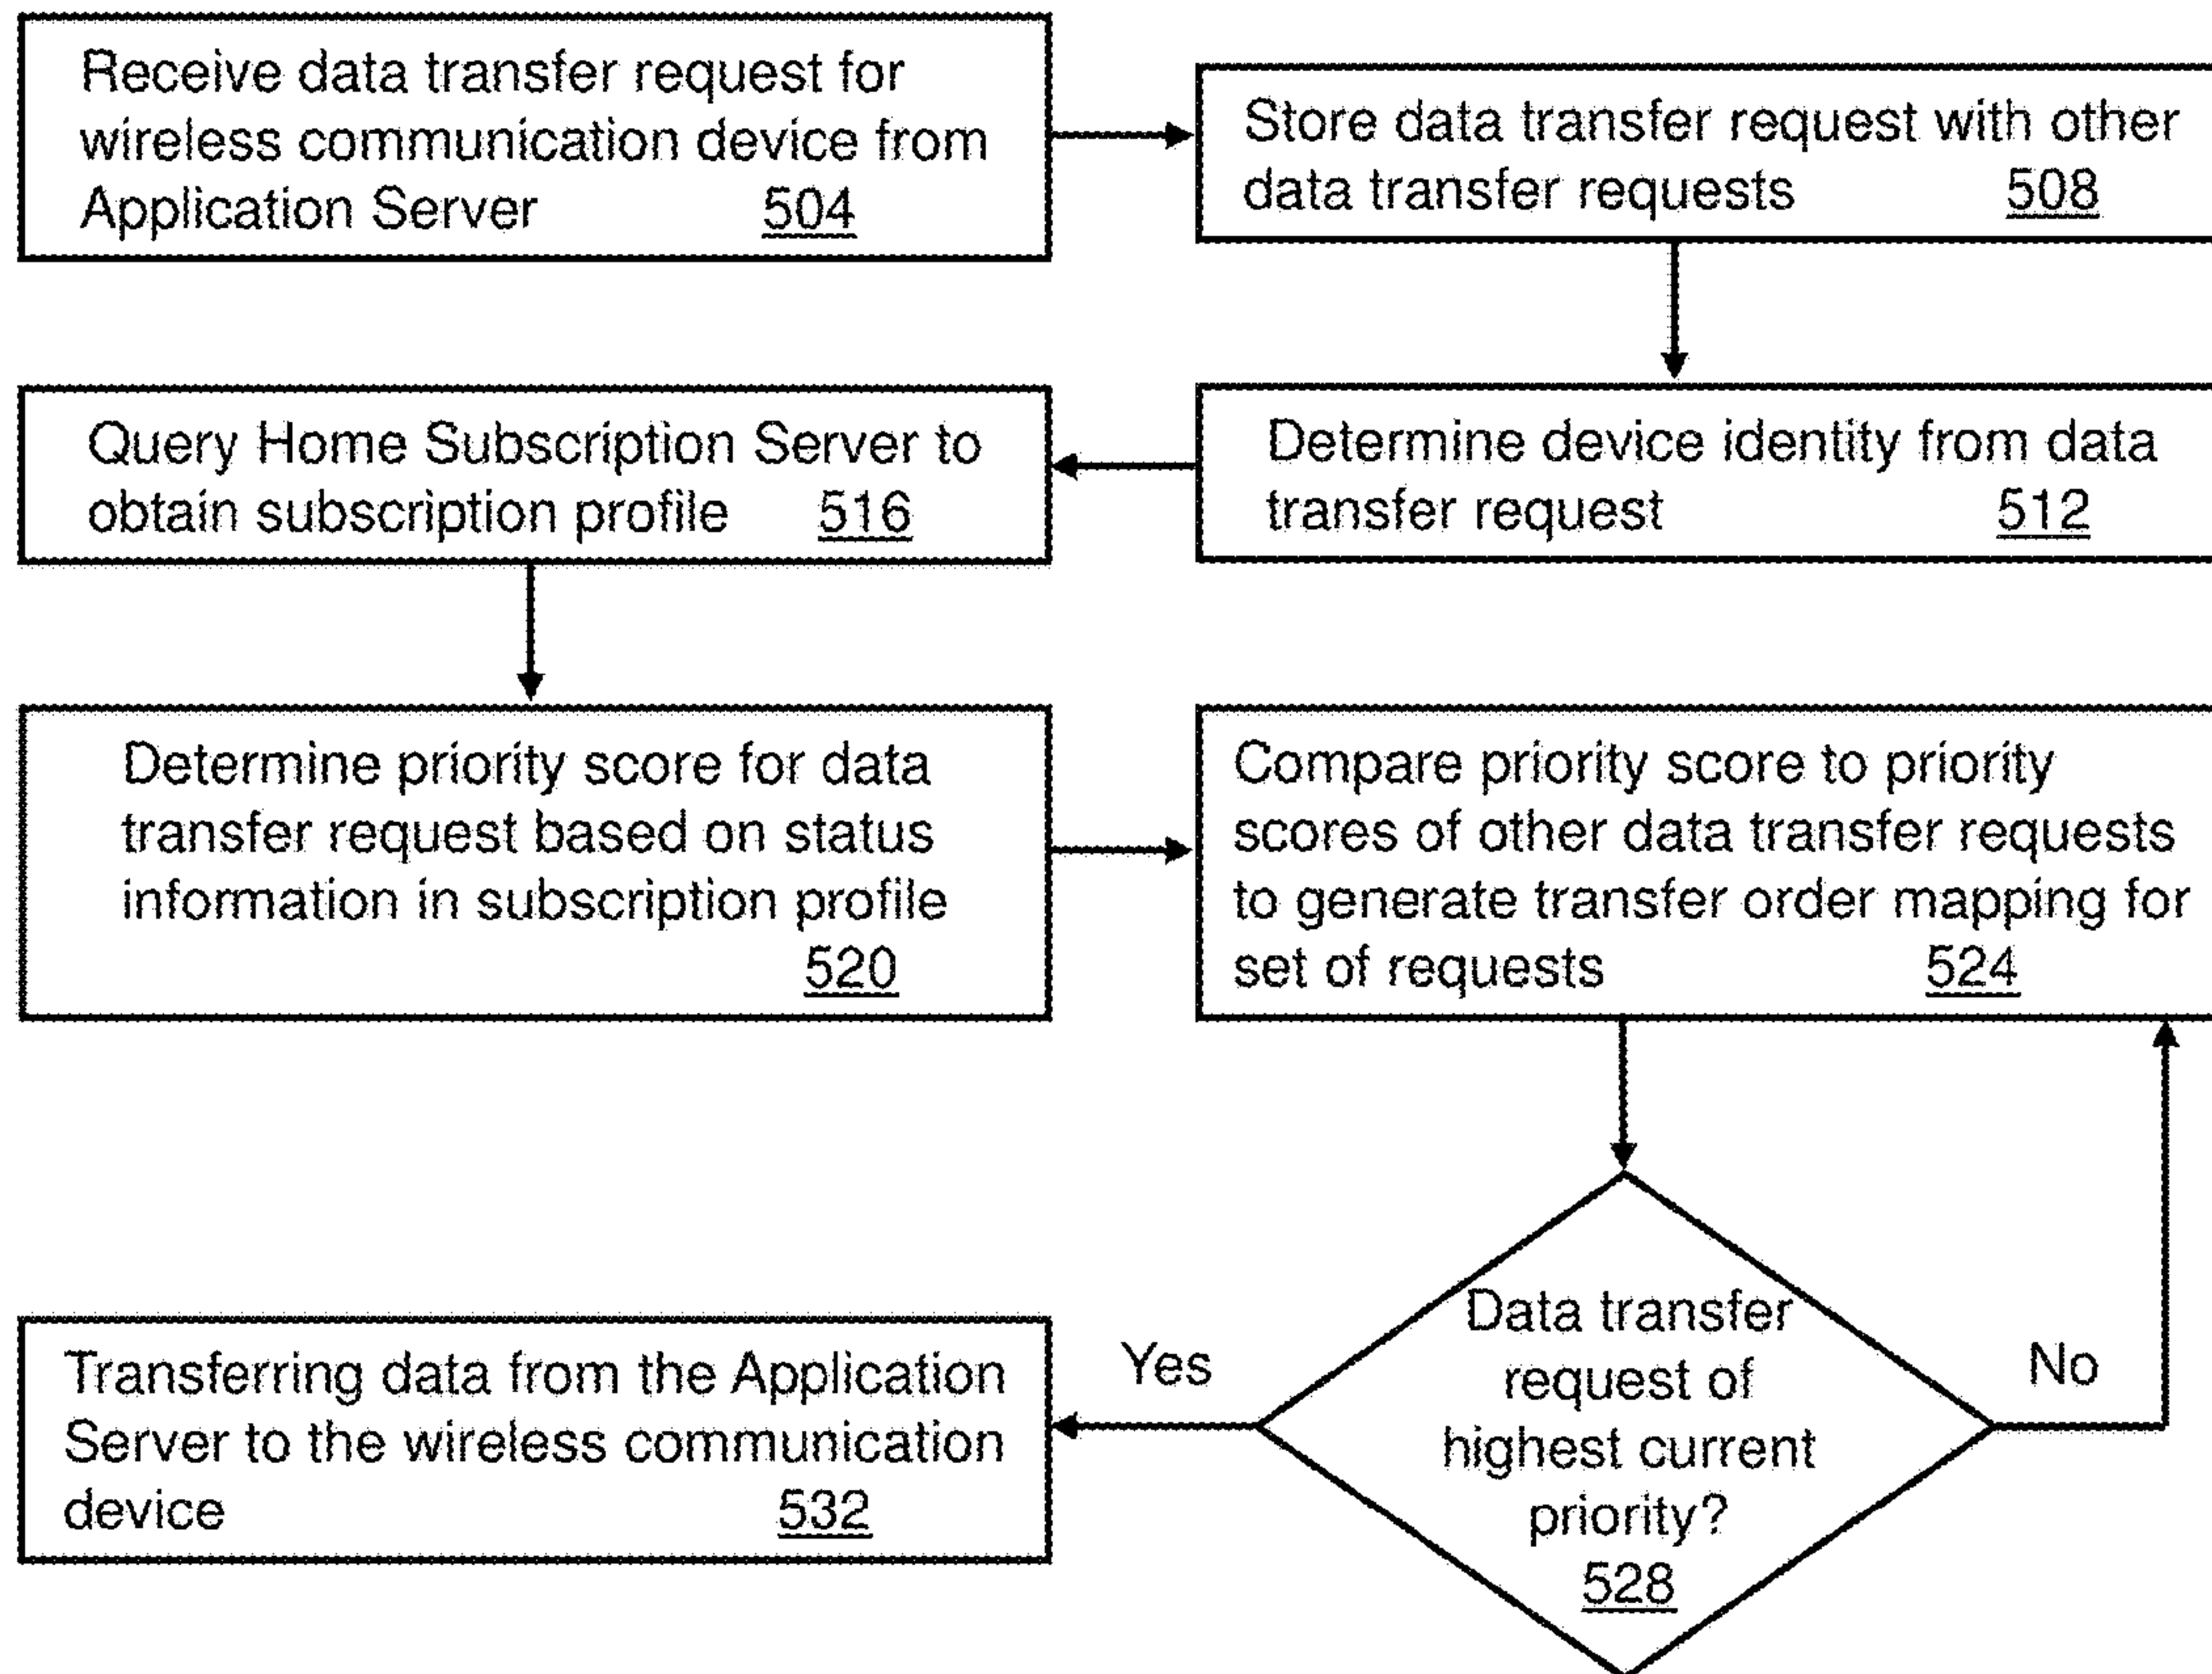 Receive data transfer request for
wireless communication device from
Application Server 504
Store data transfer request with other
data transfer requests 508
Determine device identity from data
transfer request 512
Query Home Subscription Server to
obtain subscription profile 516
Determine priority score for data
transfer request based on status
information in subscription profile
520
Compare priority score to priority
scores of other data transfer requests
to generate transfer order mapping for
set of requests 524
Data transfer
request of
highest current
priority?
528
Yes
No
Transferring data from the Application
Server to the wireless communication
device 532